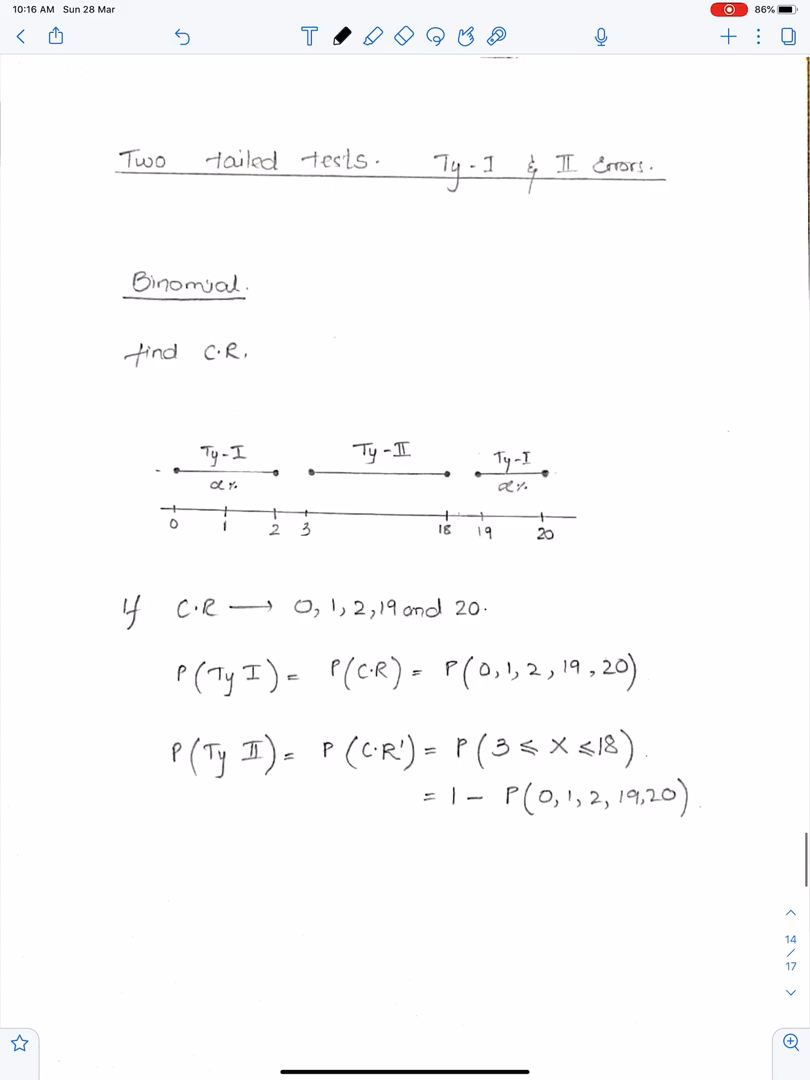 10:16 AM Sun 28 Mar 86%
Two tailed tests. Ty-I & II Errors.
Binomial.
find C.R.
Ty-I Ty-II Ty-I
α% α%
0 1 2 3 18 19 20
If C.R → 0, 1, 2, 19 and 20.
P(Ty I) = P(C.R) = P(0, 1, 2, 19, 20)
P(Ty II) = P(C.R') = P(3 ≤ X ≤ 18).
= 1 - P(0, 1, 2, 19, 20).
14
/
17